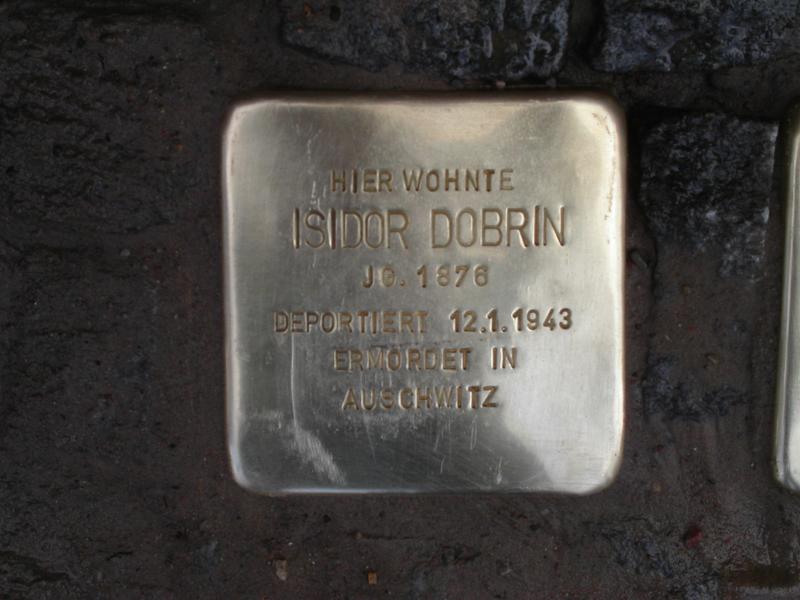 HIER WOHNTE
ISIDOR DOBRIN
JG. 1876
DEPORTIERT 12.1.1943
ERMORDET IN
AUSCHWITZ